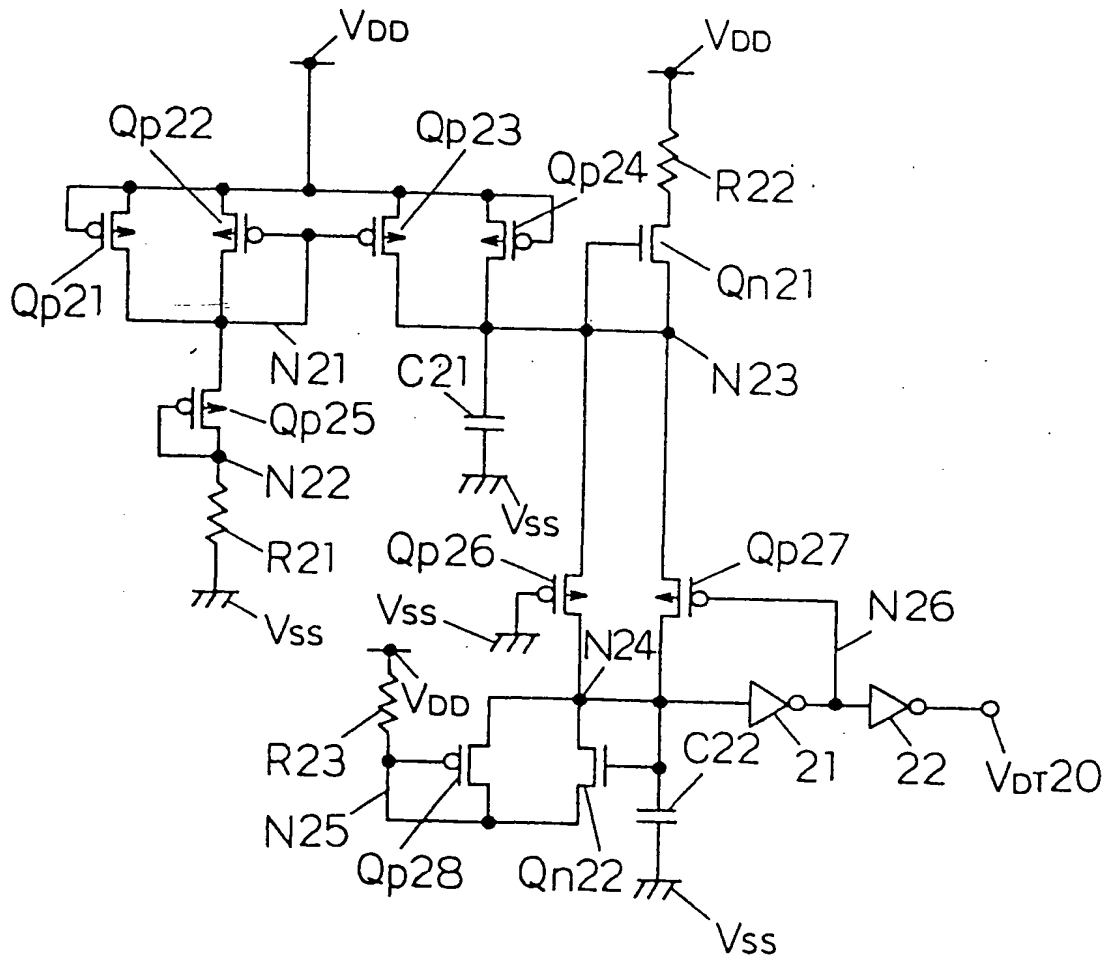 VDD
VDD
Qp22
Qp23
Qp24
R22
Qp21
Qn21
N21
C21
N23
Qp25
N22
VSS
R21
Qp26
Qp27
VSS
VSS
N26
N24
VDD
R23
C22
21
22
VDT20
N25
Qp28
Qn22
VSS